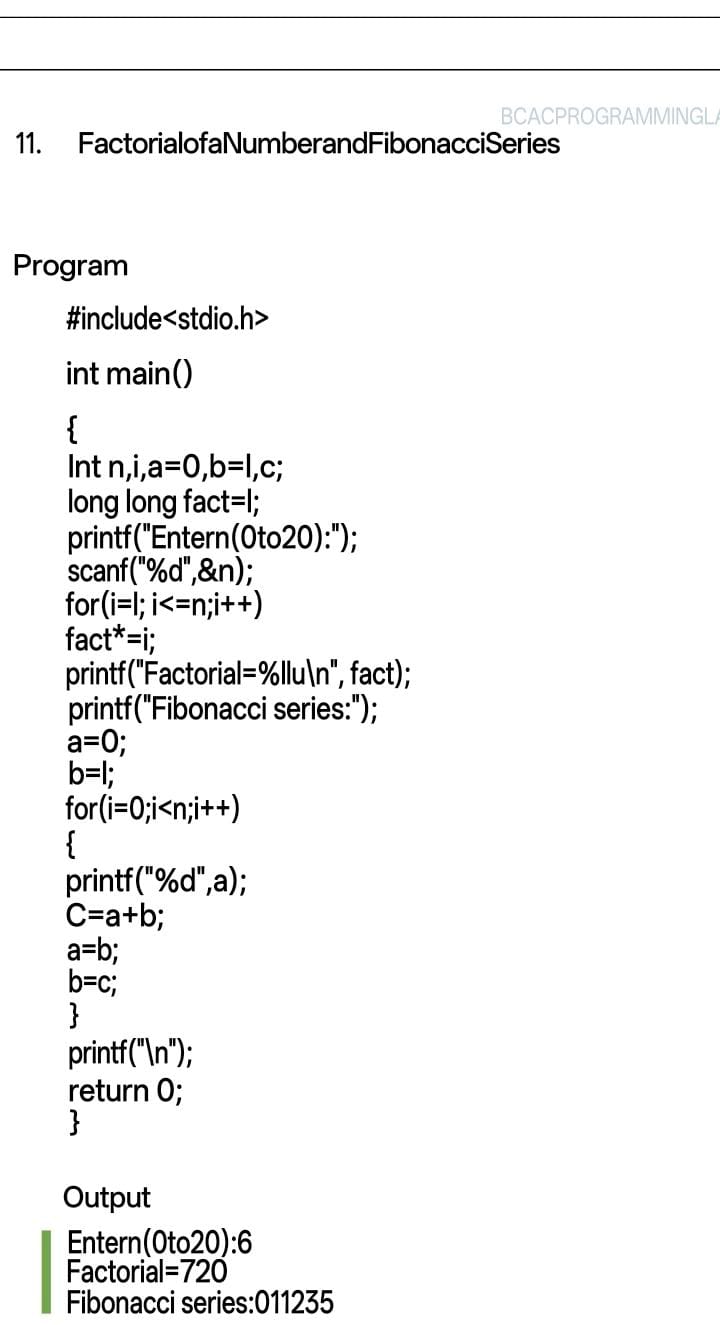 BCACPROGRAMMINGLA
11. FactorialofaNumberandFibonacciSeries
Program
#include<stdio.h>
int main()
{
Int n,i,a=0,b=l,c;
long long fact=l;
printf("Entern(0to20):");
scanf("%d",&n);
for(i=l; i<=n;i++)
fact*=i;
printf("Factorial=%llu\n", fact);
printf("Fibonacci series:");
a=0;
b=l;
for(i=0;i<n;i++)
{
printf("%d",a);
C=a+b;
a=b;
b=c;
}
printf("\n");
return 0;
}
Output
Entern(0to20):6
Factorial=720
Fibonacci series:011235